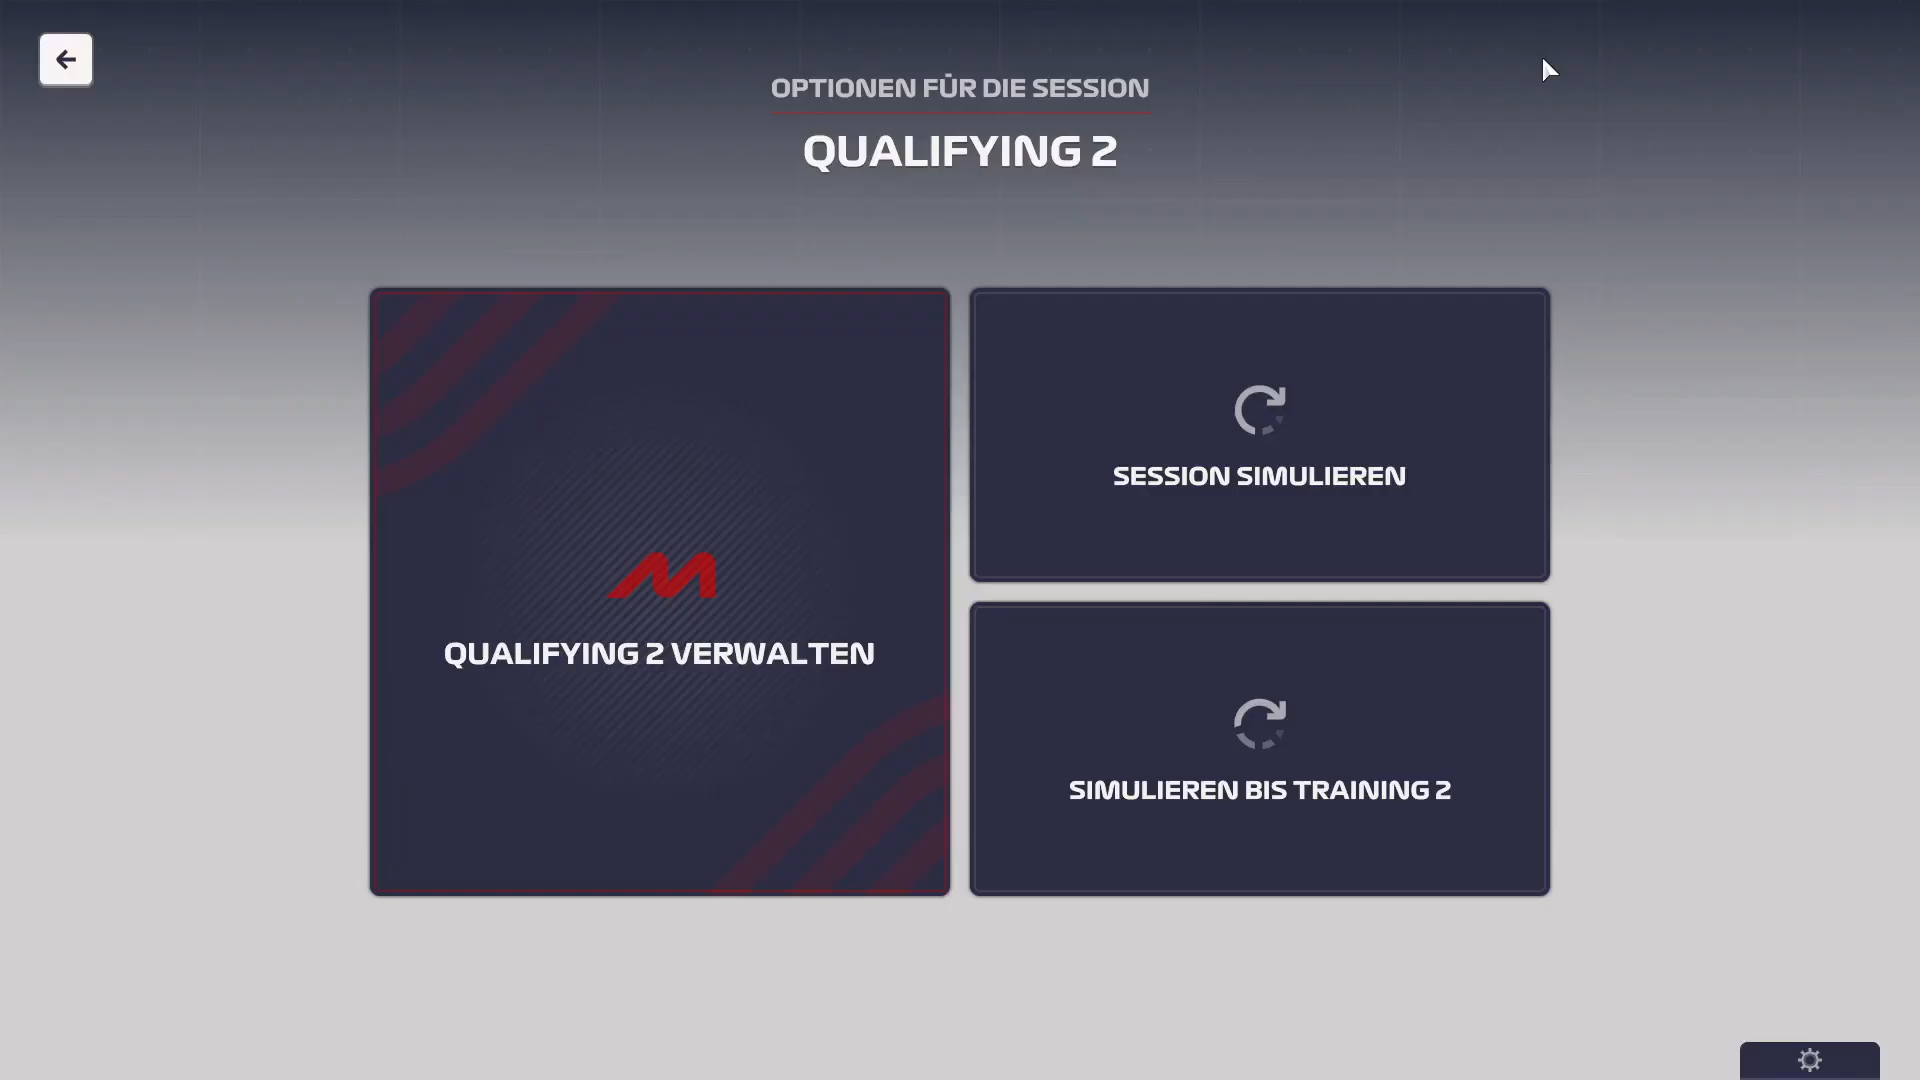 OPTIONEN FÜR DIE SESSION
QUALIFYING 2
QUALIFYING 2 VERWALTEN
SESSION SIMULIEREN
SIMULIEREN BIS TRAINING 2